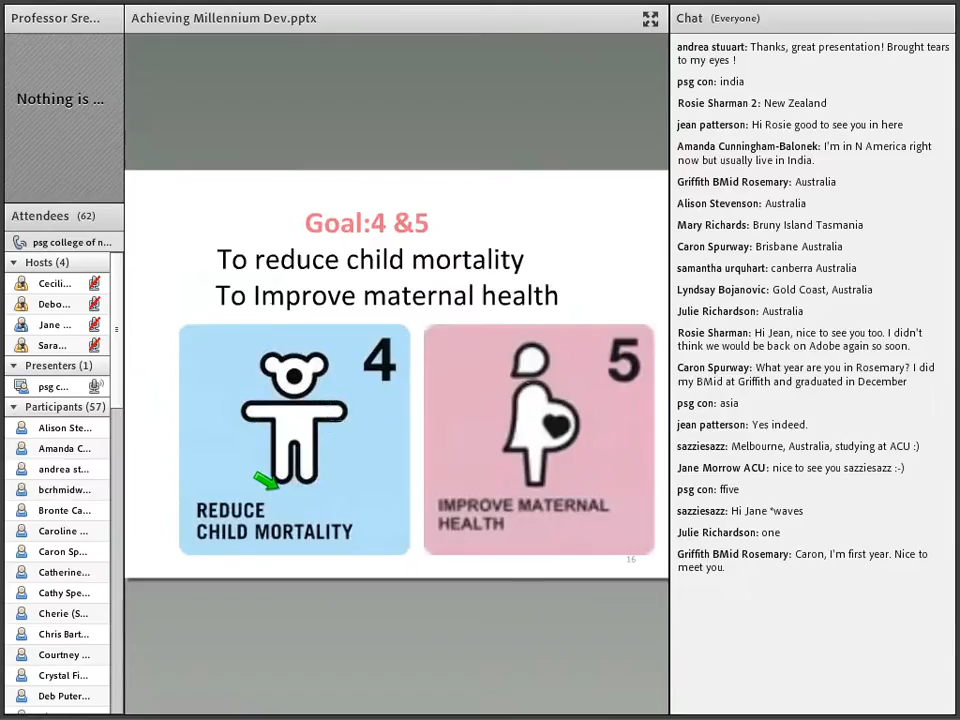 Professor Sre...
Nothing is ...
Attendees (62)
psg college of n...
Hosts (4)
Cecili...
Debo...
Jane ...
Sara...
Presenters (1)
psg c...
Participants (57)
Alison Ste...
Amanda C...
andrea st...
bcrhmidw...
Bronte Ca...
Caroline ...
Caron Sp...
Catherine...
Cathy Spe...
Cherie (S...
Chris Bart...
Courtney ...
Crystal Fi...
Deb Puter...
Achieving Millennium Dev.pptx
Goal:4 &5
To reduce child mortality
To Improve maternal health
4
REDUCE
CHILD MORTALITY
5
IMPROVE MATERNAL
HEALTH
16
Chat (Everyone)
andrea stuuart: Thanks, great presentation! Brought tears
to my eyes !
psg con: india
Rosie Sharman 2: New Zealand
jean patterson: Hi Rosie good to see you in here
Amanda Cunningham-Balonek: I'm in N America right
now but usually live in India.
Griffith BMid Rosemary: Australia
Alison Stevenson: Australia
Mary Richards: Bruny Island Tasmania
Caron Spurway: Brisbane Australia
samantha urquhart: canberra Australia
Lyndsay Bojanovic: Gold Coast, Australia
Julie Richardson: Australia
Rosie Sharman: Hi Jean, nice to see you too. I didn't
think we would be back on Adobe again so soon.
Caron Spurway: What year are you in Rosemary? I did
my BMid at Griffith and graduated in December
psg con: asia
jean patterson: Yes indeed.
sazziesazz: Melbourne, Australia, studying at ACU :)
Jane Morrow ACU: nice to see you sazziesazz :-)
psg con: ffive
sazziesazz: Hi Jane *waves
Julie Richardson: one
Griffith BMid Rosemary: Caron, I'm first year. Nice to
meet you.